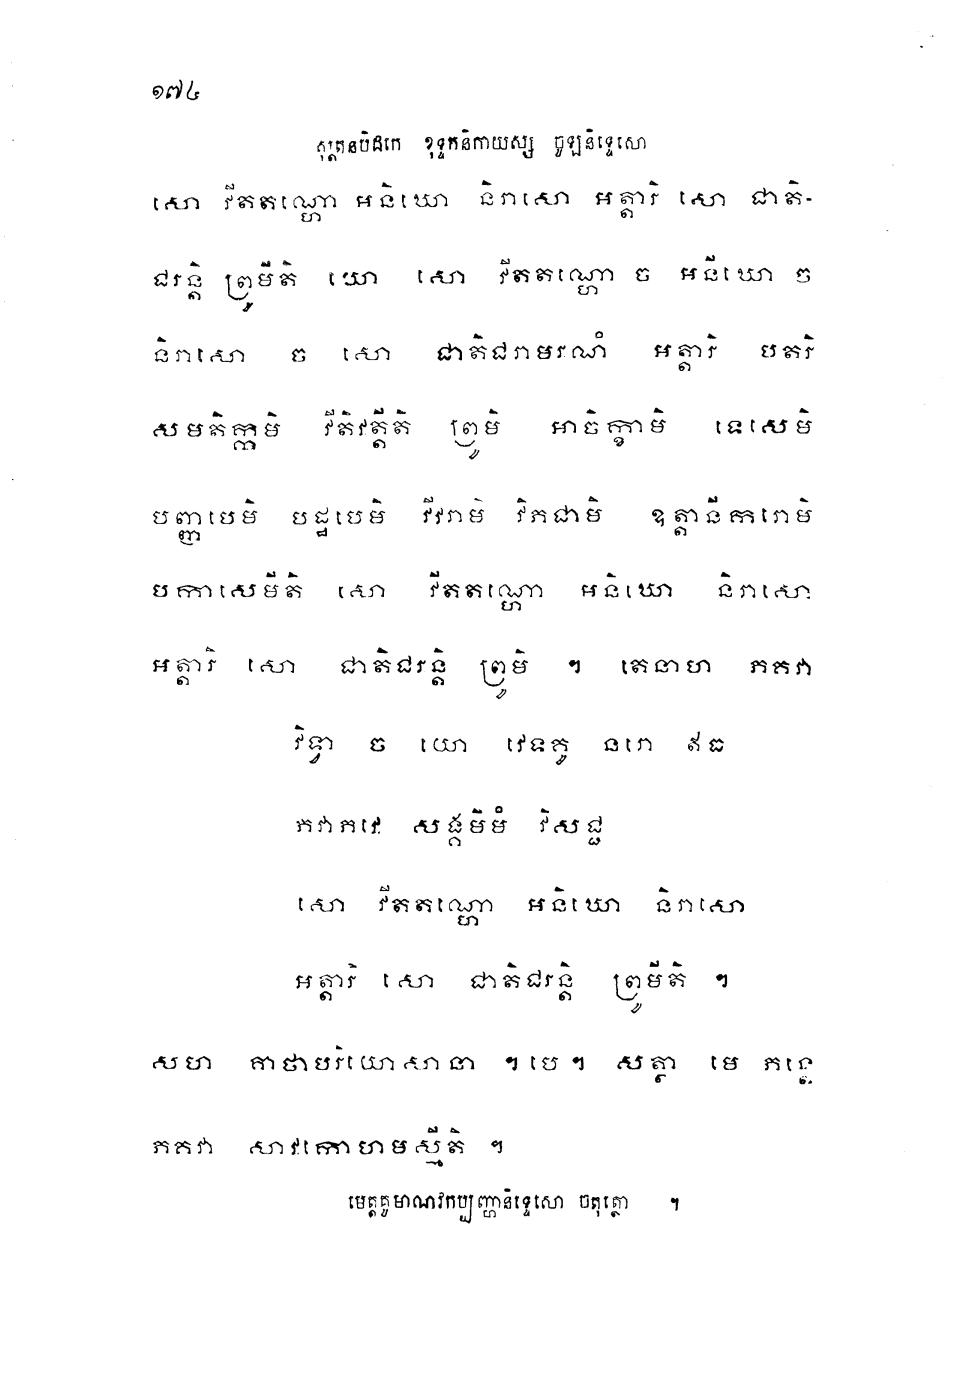 ១៧៤
សុត្តន្តបិដកេ ខុទ្ទកនិកាយស្ស ចូឡនិទ្ទេសោ
សោ វីតតណ្ហោ អនីឃោ និរាសោ អតារិ សោ ជាតិ-
ជរន្តិ ព្រូមីតិ យោ សោ វីតតណ្ហោ ច អនីឃោ ច
និរាសោ ច សោ ជាតិជរាមរណំ អត្តារិ បតរិ
សមតិក្កមិ វីតិវត្តីតិ ព្រូមិ អាចិក្ខាមិ ទេសេមិ
បញ្ញបេមិ បដ្ឋបេមិ វីវរាមិ វិភជាមិ ឧត្តានីករោមិ
បកាសេមីតិ សោ វីតតណ្ហោ អនិឃោ និរាសោ
អត្តារិ សោ ជាតិជរន្តិ ព្រូមិ ។ តេនាហ ភគវា
វិទ្វា ច យោ វេទគូ នរោ ឥធ
ភវាភវេ សង្គមិមំ វិសជ្ជ
សោ វីតតណ្ហោ អនិឃោ និរាសោ
អត្តារិ សោ ជាតិជរន្តិ ព្រូមីតិ ។
សហ គាថាបរិយោសានា ។បេ។ សត្ថា មេ ភន្តេ
ភគវា សាវកោហមស្មីតិ ។
មេត្តគូមាណវកប្បញ្ហានិទ្ទេសោ ចតុត្ថោ ។